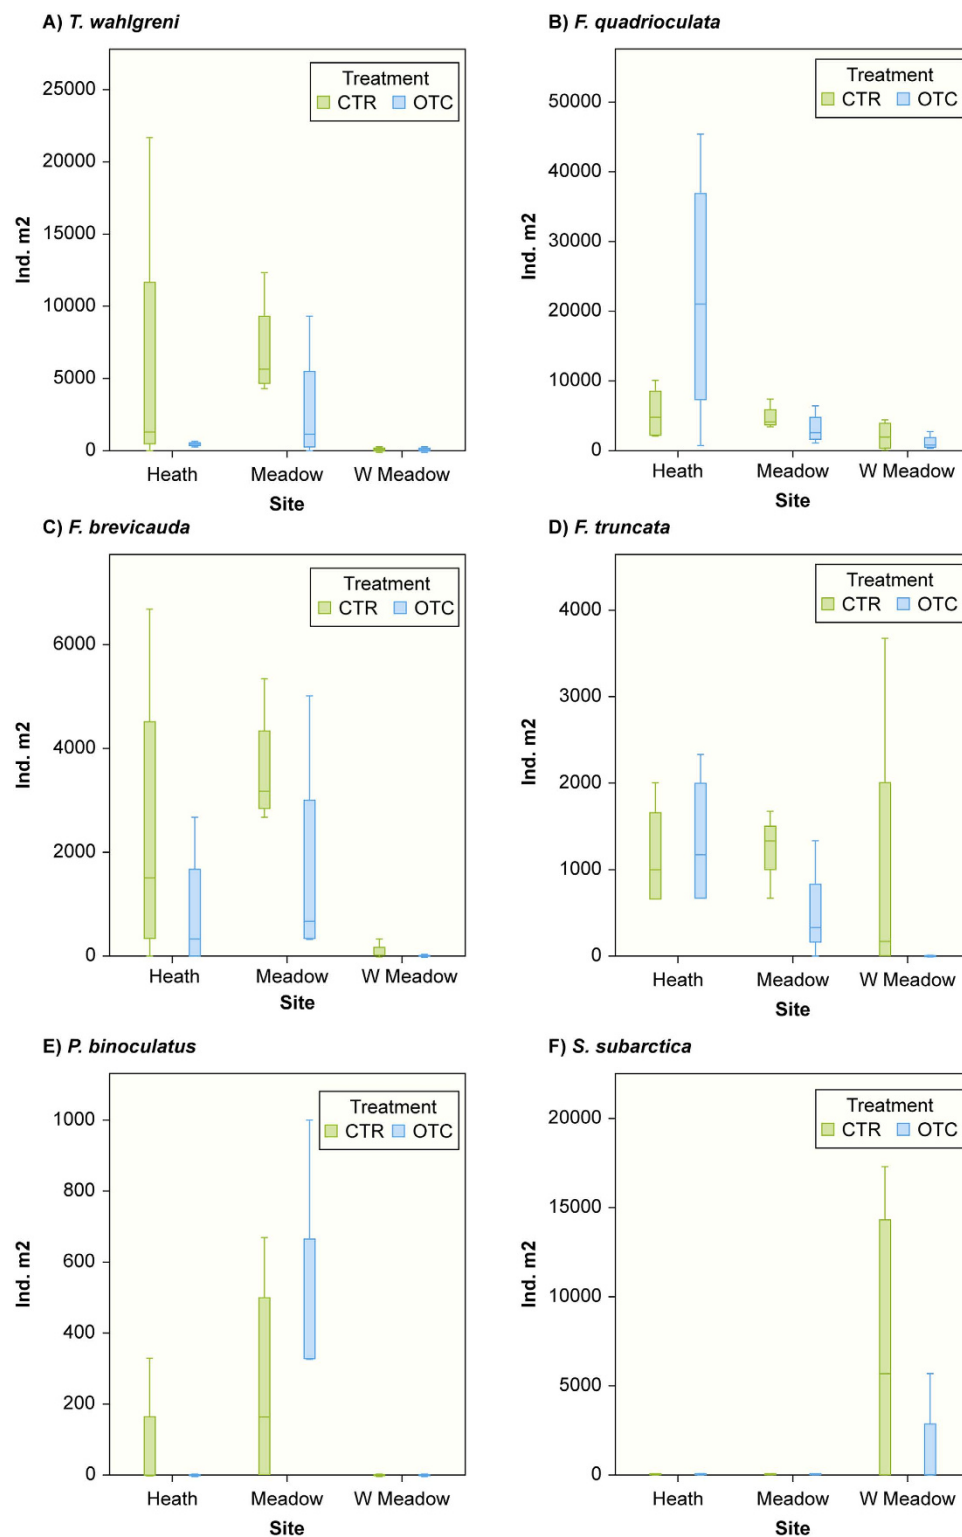 A) T. wahlgreni
Treatment
CTR OTC
25000
20000
15000
10000
5000
0
Ind. m2
Heath Meadow W Meadow
Site
B) F. quadrioculata
Treatment
CTR OTC
50000
40000
30000
20000
10000
0
Ind. m2
Heath Meadow W Meadow
Site
C) F. brevicauda
Treatment
CTR OTC
6000
4000
2000
0
Ind. m2
Heath Meadow W Meadow
Site
D) F. truncata
Treatment
CTR OTC
4000
3000
2000
1000
0
Ind. m2
Heath Meadow W Meadow
Site
E) P. binoculatus
Treatment
CTR OTC
1000
800
600
400
200
0
Ind. m2
Heath Meadow W Meadow
Site
F) S. subarctica
Treatment
CTR OTC
20000
15000
10000
5000
0
Ind. m2
Heath Meadow W Meadow
Site